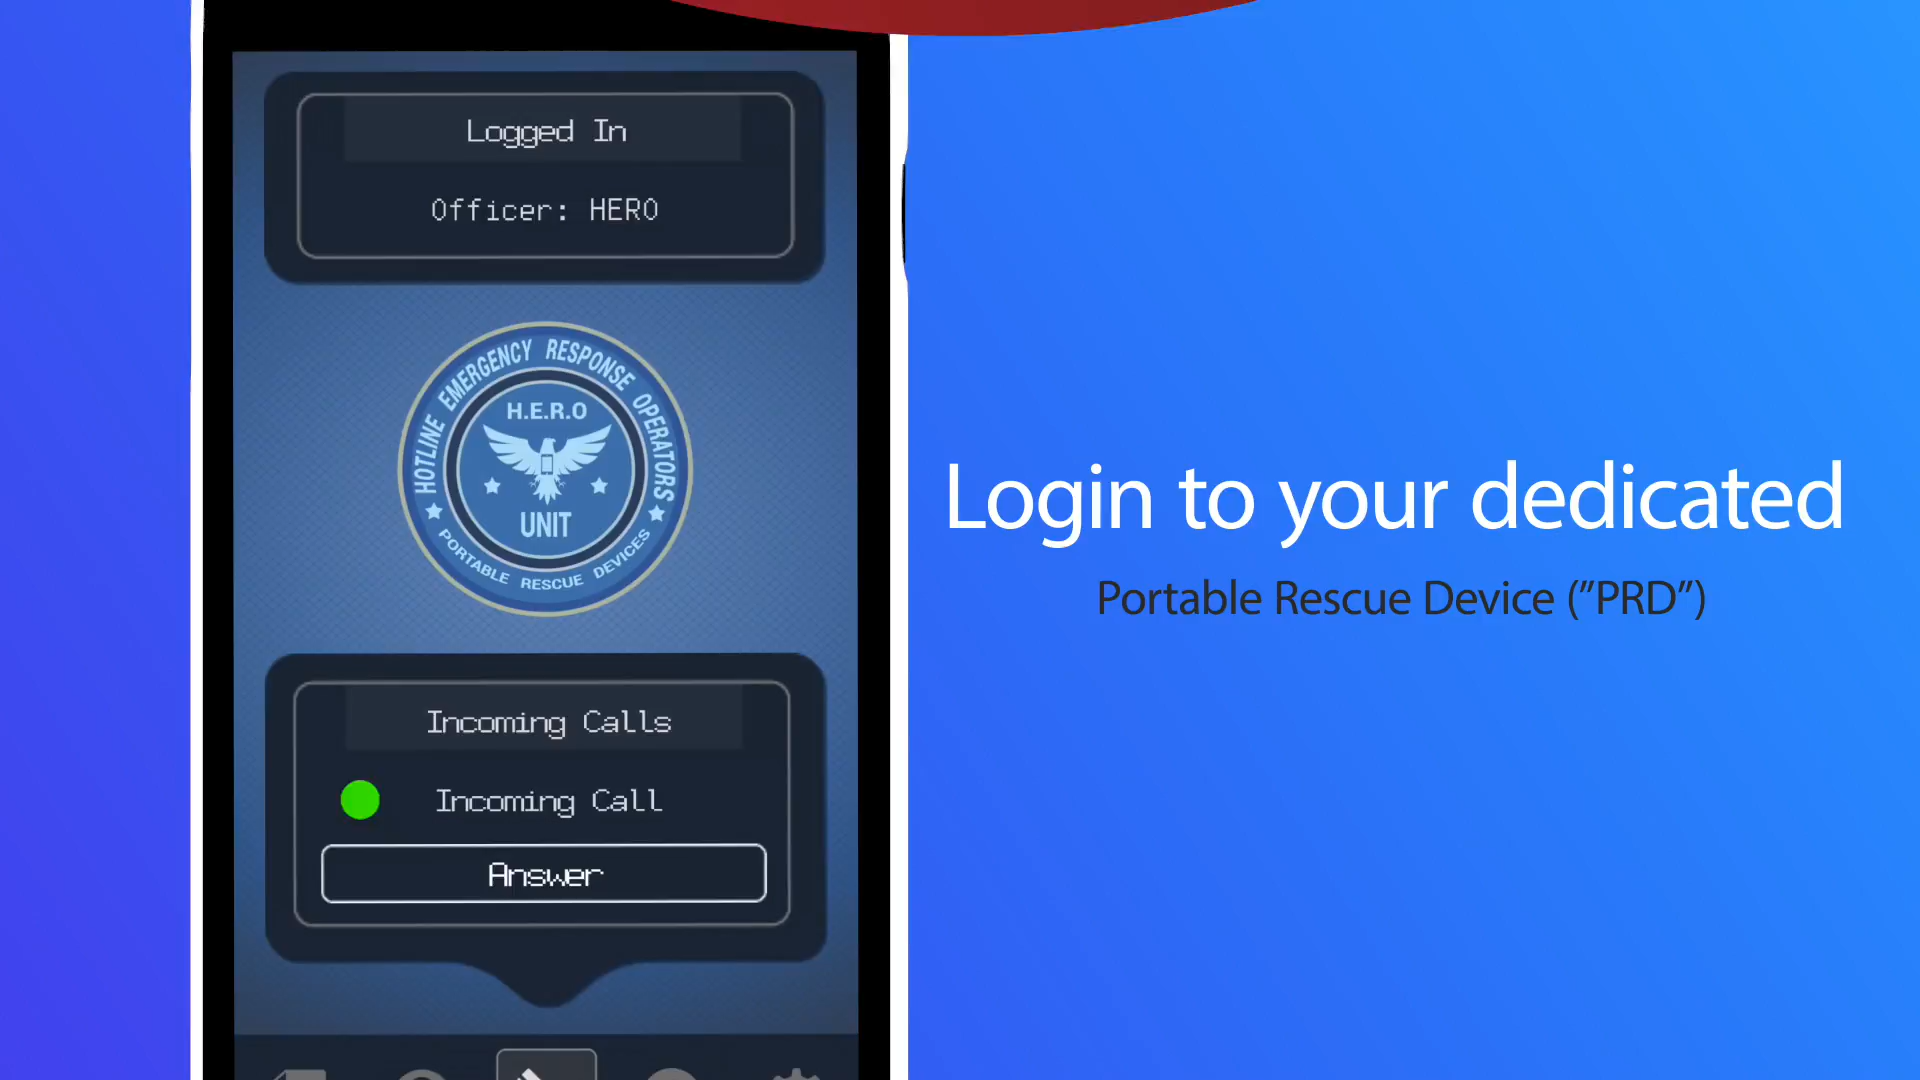 Logged In
Officer: HERO
HOTLINE EMERGENCY RESPONSE OPERATORS
H.E.R.O
UNIT
PORTABLE RESCUE DEVICES
Incoming Calls
Incoming Call
Answer
Login to your dedicated
Portable Rescue Device (”PRD”)